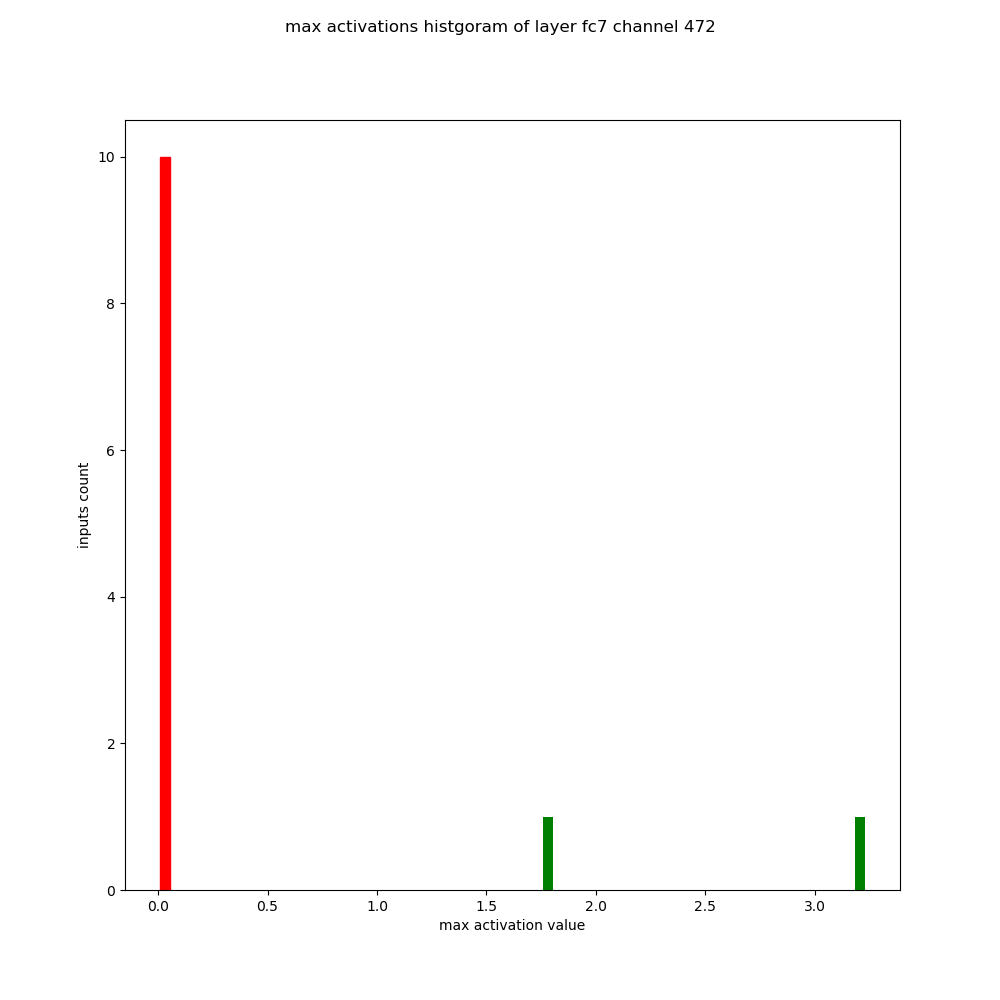 max activations histgoram of layer fc7 channel 472
10
8
6
4
2
0
inputs count
0.0 0.5 1.0 1.5 2.0 2.5 3.0
max activation value